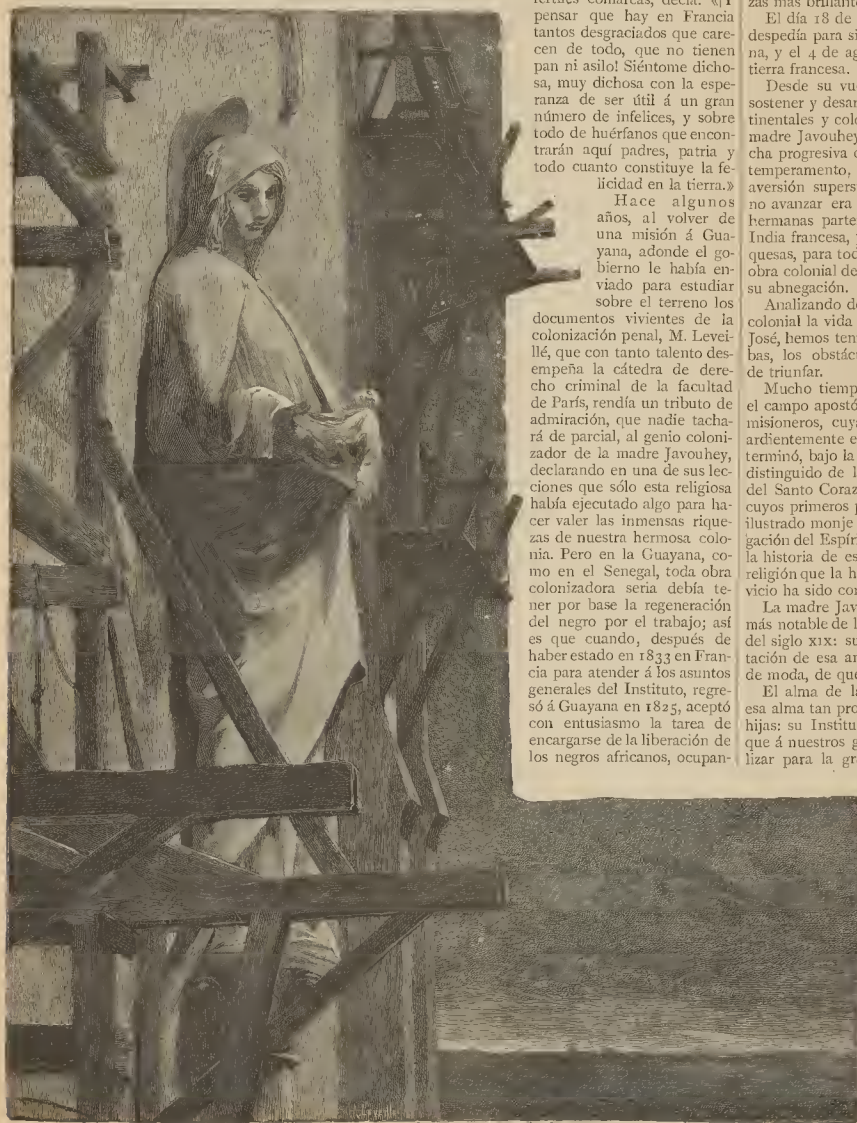 fértiles comarcas, decía: «¡Y
pensar que hay en Francia
tantos desgraciados que care-
cen de todo, que no tienen
pan ni asilo! Siéntome dicho-
sa, muy dichosa con la espe-
ranza de ser útil á un gran
número de infelices, y sobre
todo de huérfanos que encon-
trarán aquí padres, patria y
todo cuanto constituye la fe-
licidad en la tierra.»
Hace algunos
años, al volver de
una misión á Gua-
yana, adonde el go-
bierno le había en-
viado para estudiar
sobre el terreno los
documentos vivientes de la
colonización penal, M. Levei-
llé, que con tanto talento des-
empeña la cátedra de dere-
cho criminal de la facultad
de París, rendía un tributo de
admiración, que nadie tacha-
rá de parcial, al genio coloni-
zador de la madre Javouhey,
declarando en una de sus lec-
ciones que sólo esta religiosa
había ejecutado algo para ha-
cer valer las inmensas rique-
zas de nuestra hermosa colo-
nia. Pero en la Guayana, co-
mo en el Senegal, toda obra
colonizadora seria debía te-
ner por base la regeneración
del negro por el trabajo; así
es que cuando, después de
haber estado en 1833 en Fran-
cia para atender á los asuntos
generales del Instituto, regre-
só á Guayana en 1825, aceptó
con entusiasmo la tarea de
encargarse de la liberación de
los negros africanos, ocupan-
zas más brillante
El día 18 de
despedía para si
na, y el 4 de ag
tierra francesa.
Desde su vue
sostener y desar
tinentales y colo
madre Javouhey
cha progresiva d
temperamento,
aversión supers
no avanzar era
hermanas parte
India francesa,
quesas, para tod
obra colonial de
su abnegación.
Analizando de
colonial la vida
José, hemos ten
bas, los obstác
de triunfar.
Mucho tiemp
el campo apostó
misioneros, cuya
ardientemente e
terminó, bajo la
distinguido de l
del Santo Coraz
cuyos primeros p
ilustrado monje
gación del Espíri
la historia de es
religión que la h
vicio ha sido con
La madre Jav
más notable de l
del siglo XIX: su
tación de esa an
de moda, de que
El alma de la
esa alma tan pro
hijas: su Institu
que á nuestros g
lizar para la gra